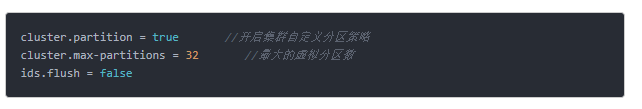 cluster.partition = true //开启集群自定义分区策略
cluster.max-partitions = 32 //最大的虚拟分区数
ids.flush = false